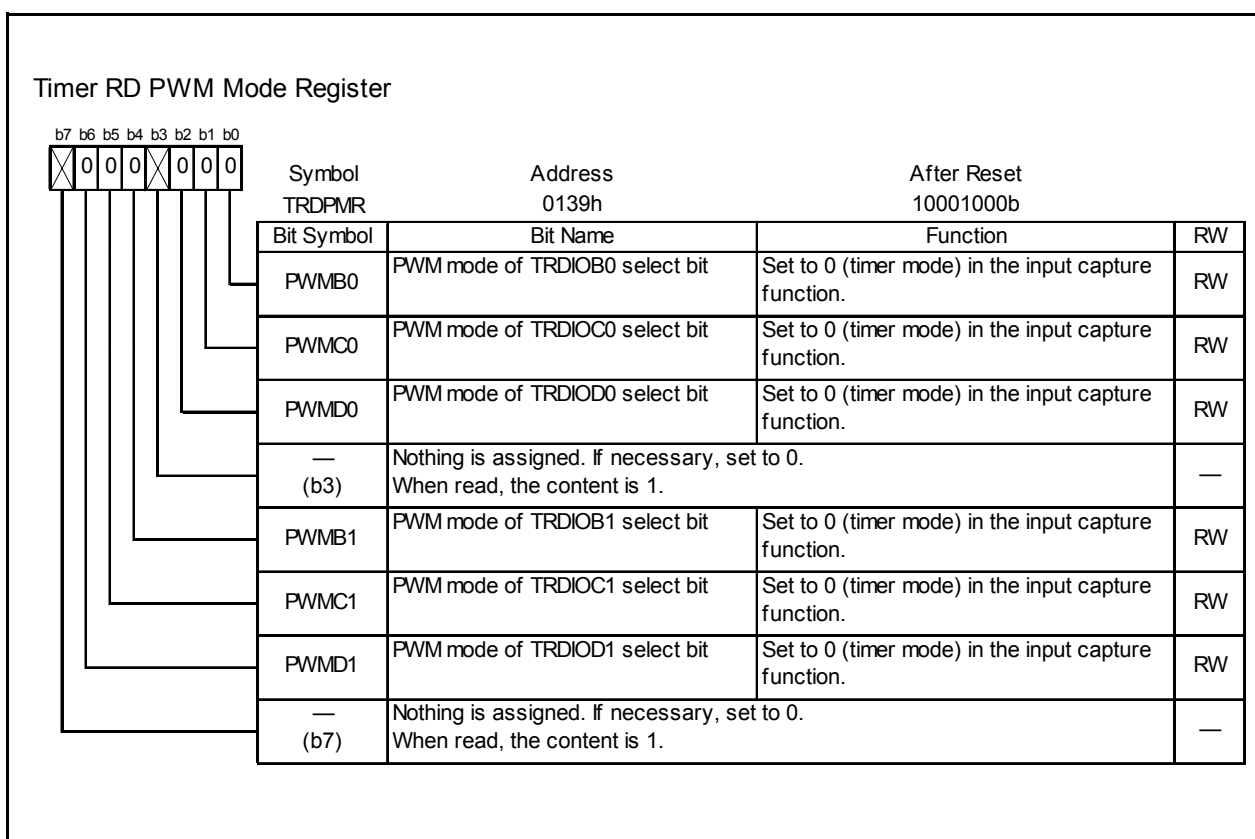 Timer RD PWM Mode Register
b7 b6 b5 b4 b3 b2 b1 b0
0 0 0 0 0 0
Symbol Address After Reset
TRDPMR 0139h 10001000b
Bit Symbol Bit Name Function RW
PWMB0 PWM mode of TRDIOB0 select bit Set to 0 (timer mode) in the input capture RW
function.
PWMC0 PWM mode of TRDIOC0 select bit Set to 0 (timer mode) in the input capture RW
function.
PWMD0 PWM mode of TRDIOD0 select bit Set to 0 (timer mode) in the input capture RW
function.
— Nothing is assigned. If necessary, set to 0. —
(b3) When read, the content is 1.
PWMB1 PWM mode of TRDIOB1 select bit Set to 0 (timer mode) in the input capture RW
function.
PWMC1 PWM mode of TRDIOC1 select bit Set to 0 (timer mode) in the input capture RW
function.
PWMD1 PWM mode of TRDIOD1 select bit Set to 0 (timer mode) in the input capture RW
function.
— Nothing is assigned. If necessary, set to 0. —
(b7) When read, the content is 1.